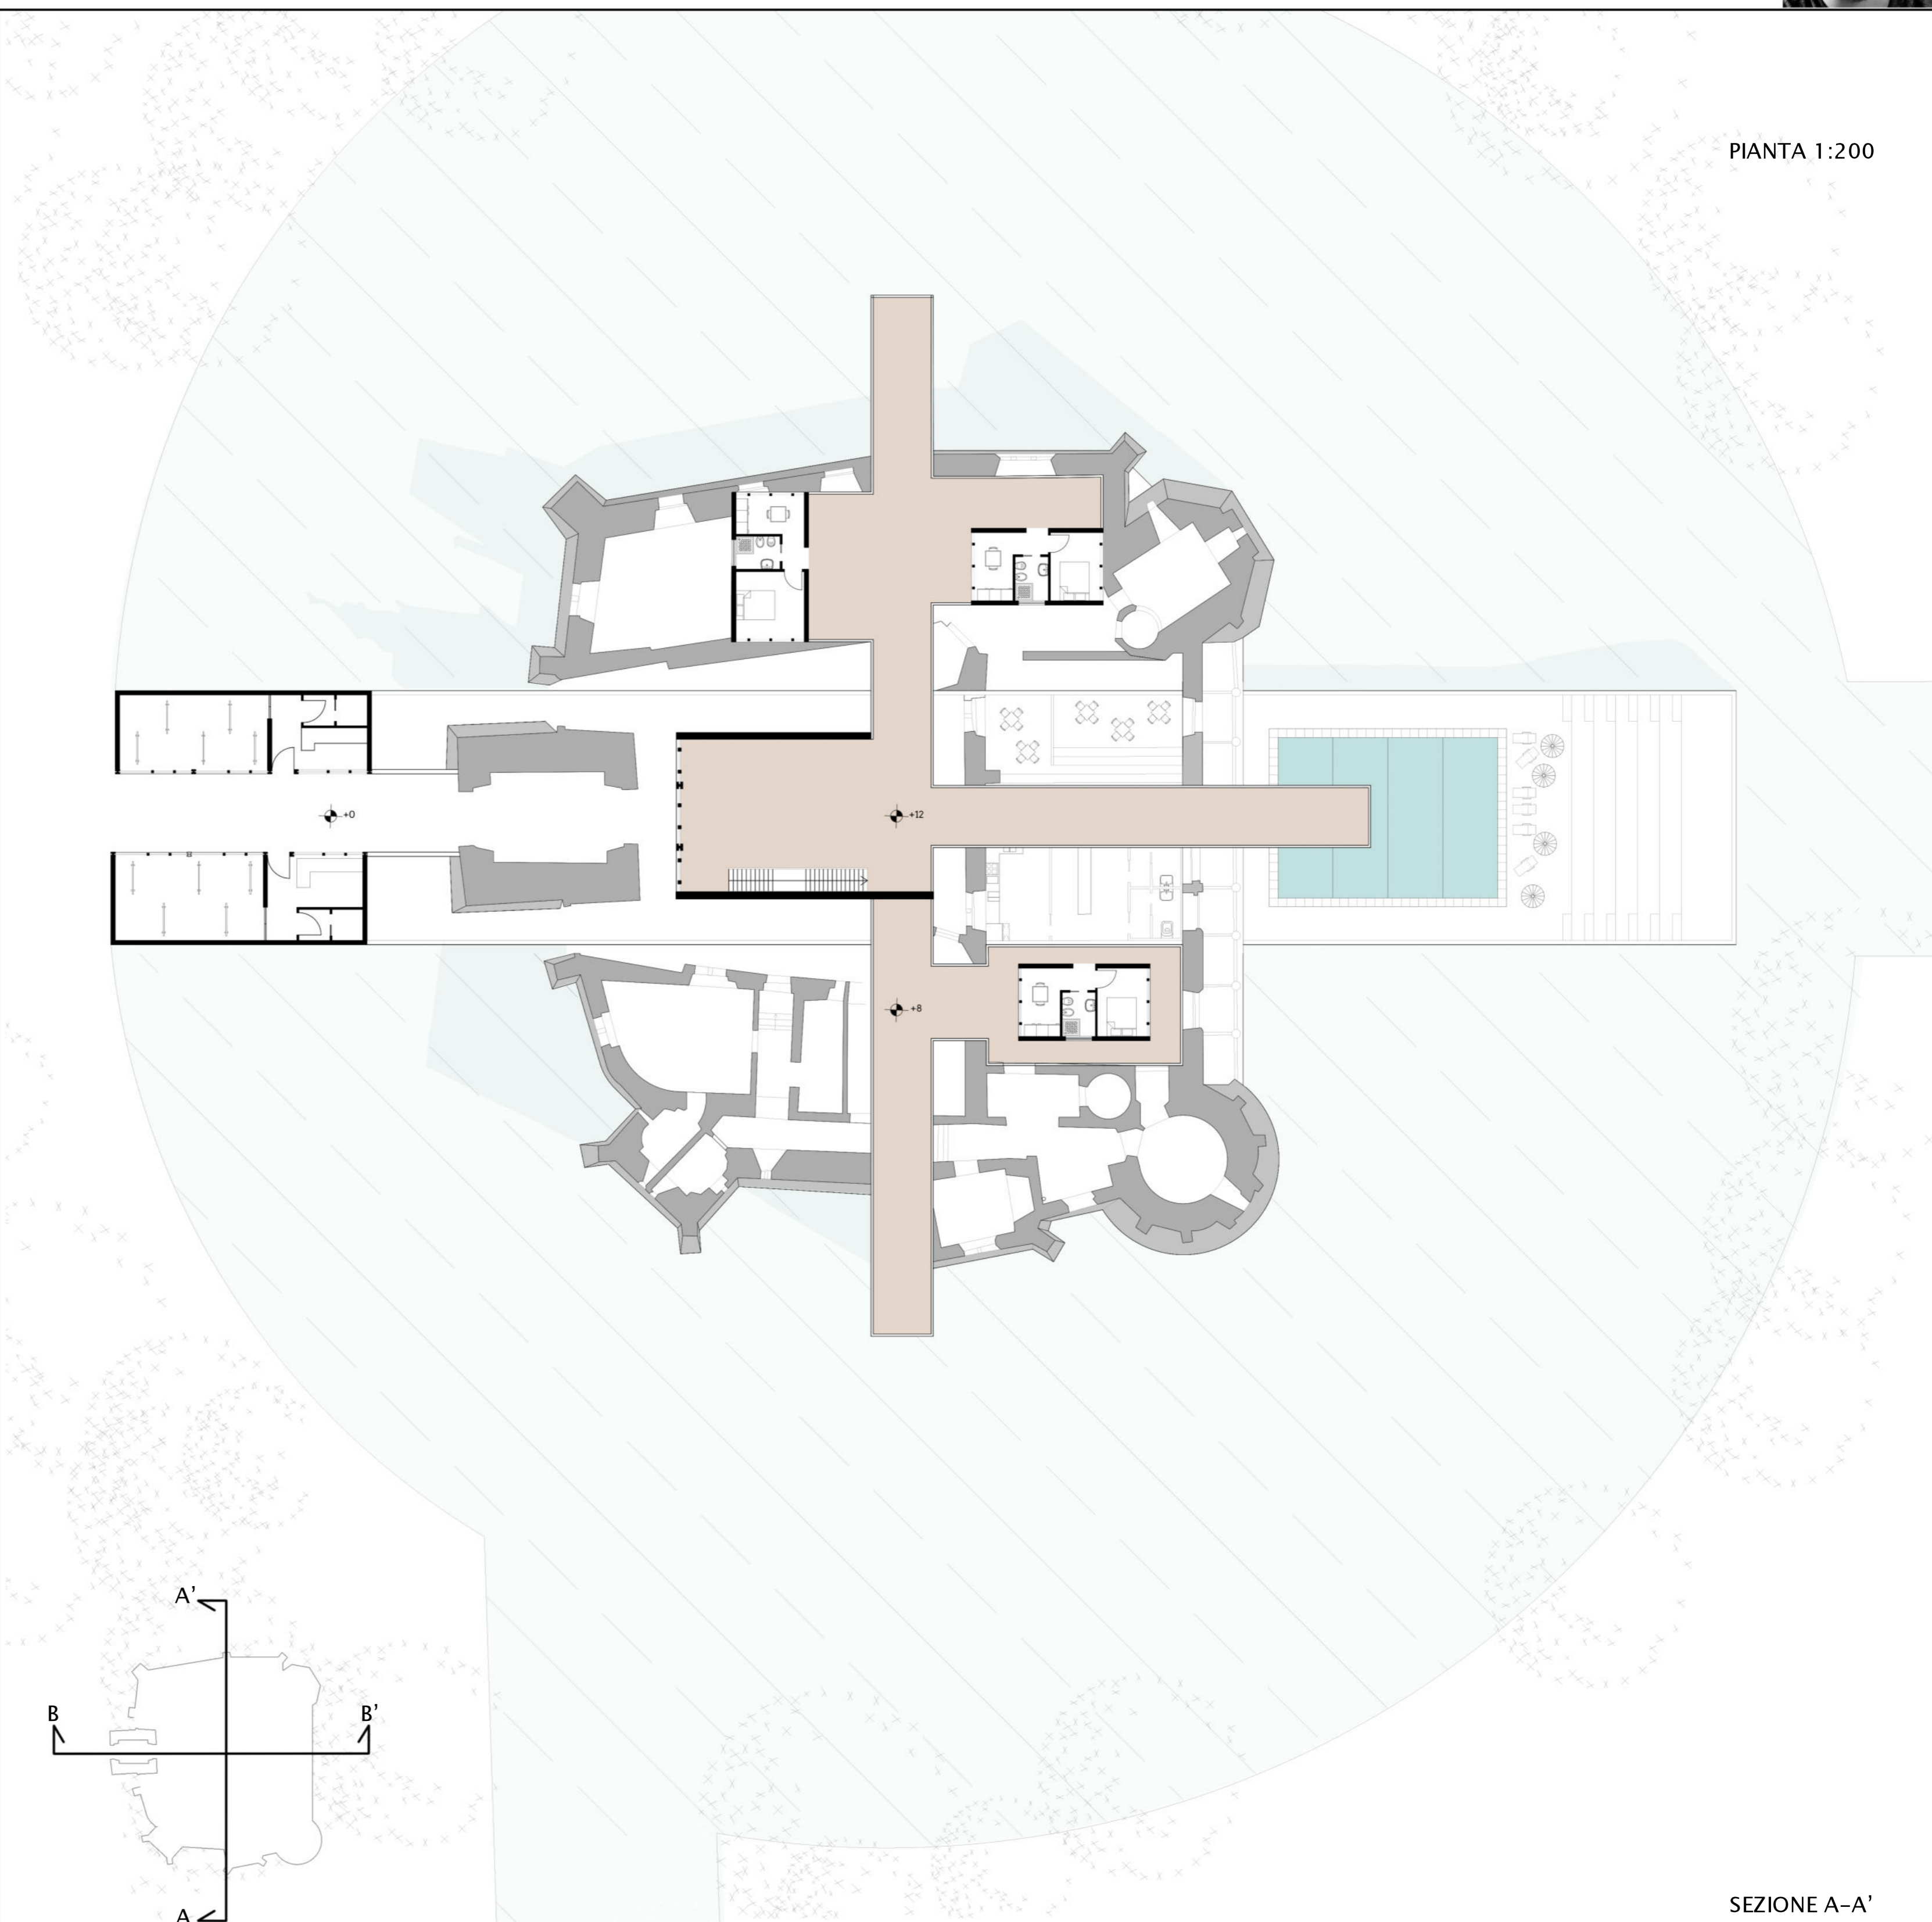 PIANTA 1:200
+0
+12
+8
A'
B
B'
A
SEZIONE A-A'